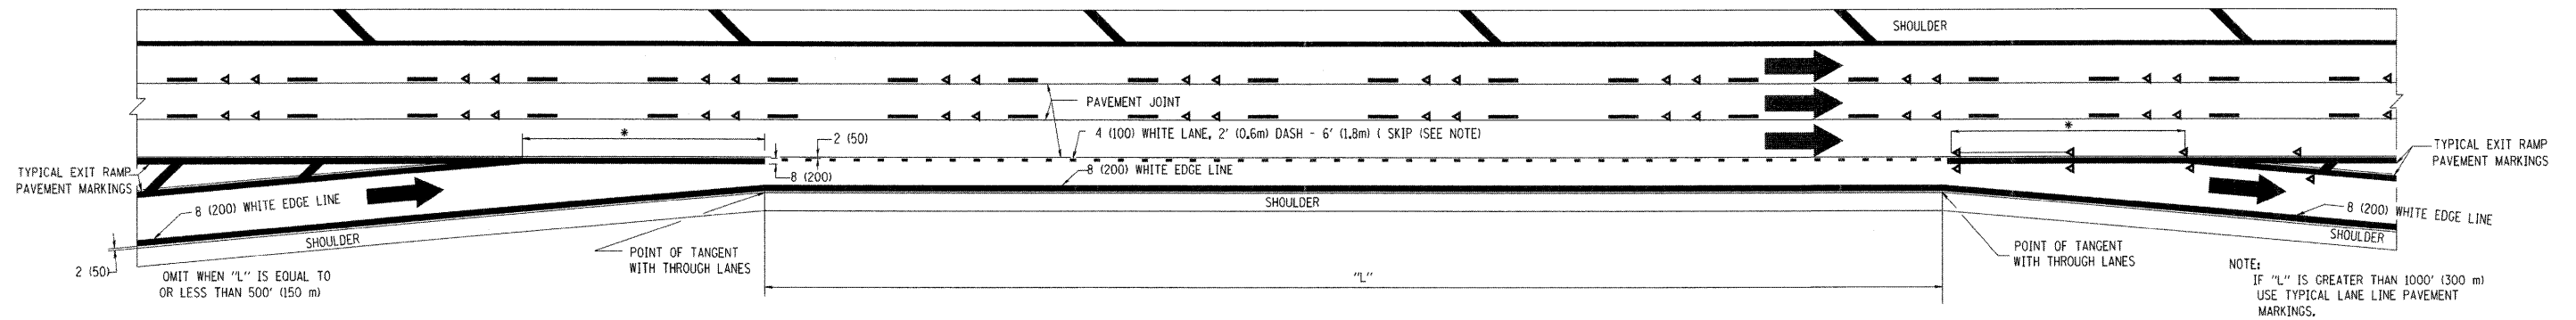 SHOULDER
PAVEMENT JOINT
*
2 (50)
4 (100) WHITE LANE, 2' (0.6m) DASH - 6' (1.8m) ( SKIP (SEE NOTE)
*
TYPICAL EXIT RAMP
PAVEMENT MARKINGS
TYPICAL EXIT RAMP
PAVEMENT MARKINGS
8 (200)
8 (200) WHITE EDGE LINE
8 (200) WHITE EDGE LINE
SHOULDER
8 (200) WHITE EDGE LINE
SHOULDER
SHOULDER
POINT OF TANGENT
WITH THROUGH LANES
POINT OF TANGENT
WITH THROUGH LANES
2 (50)
OMIT WHEN "L" IS EQUAL TO
OR LESS THAN 500' (150 m)
"L"
NOTE:
IF "L" IS GREATER THAN 1000' (300 m)
USE TYPICAL LANE LINE PAVEMENT
MARKINGS.